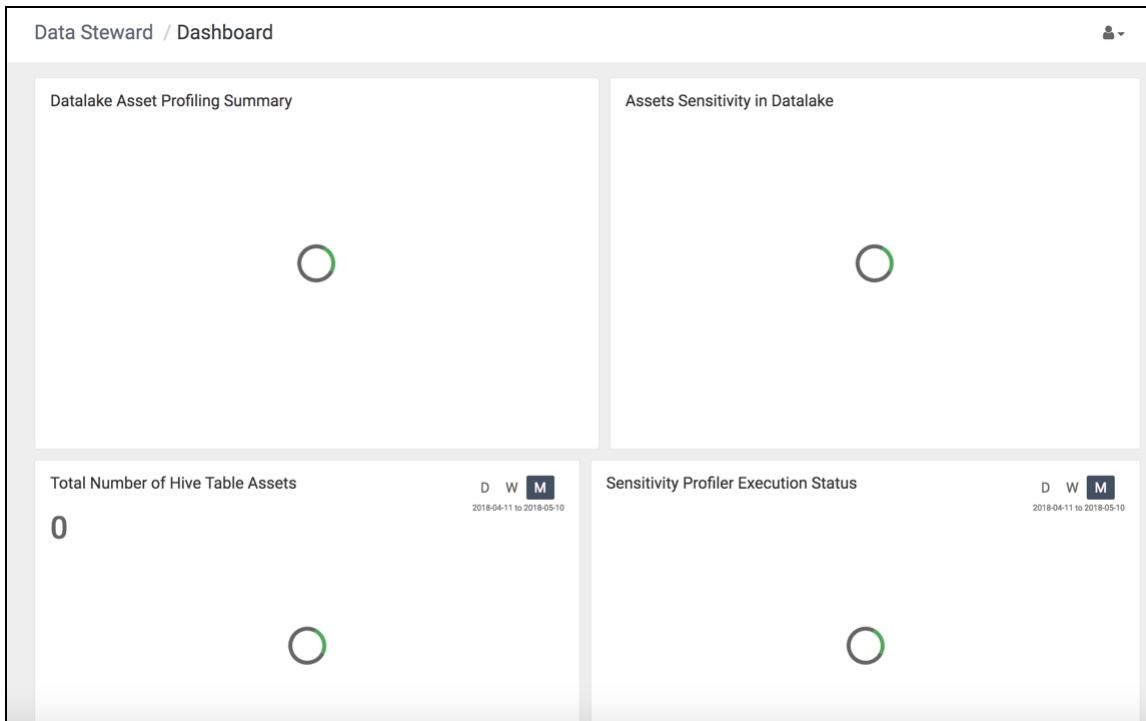 Data Steward / Dashboard
Datalake Asset Profiling Summary
Assets Sensitivity in Datalake
Total Number of Hive Table Assets
D W M
2018-04-11 to 2018-05-10
0
Sensitivity Profiler Execution Status
D W M
2018-04-11 to 2018-05-10